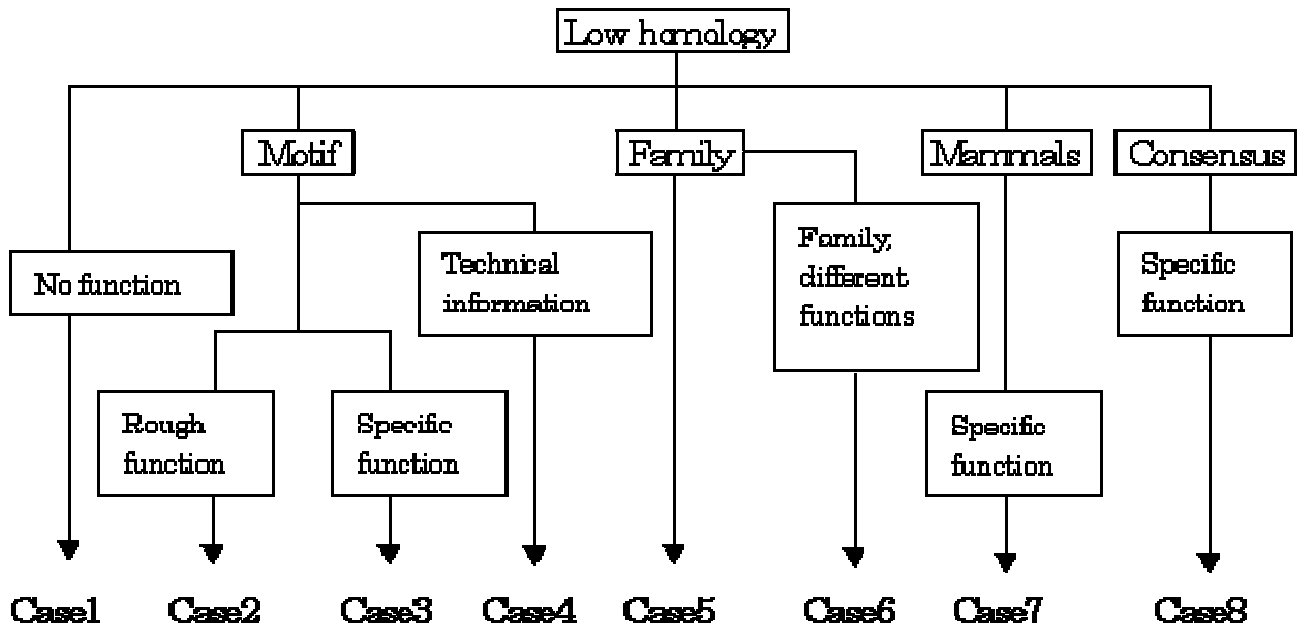 Low homology
Motif
Family
Mammals
Consensus
No function
Technical
information
Family,
different
functions
Specific
function
Rough
function
Specific
function
Specific
function
Case1
Case2
Case3
Case4
Case5
Case6
Case7
Case8